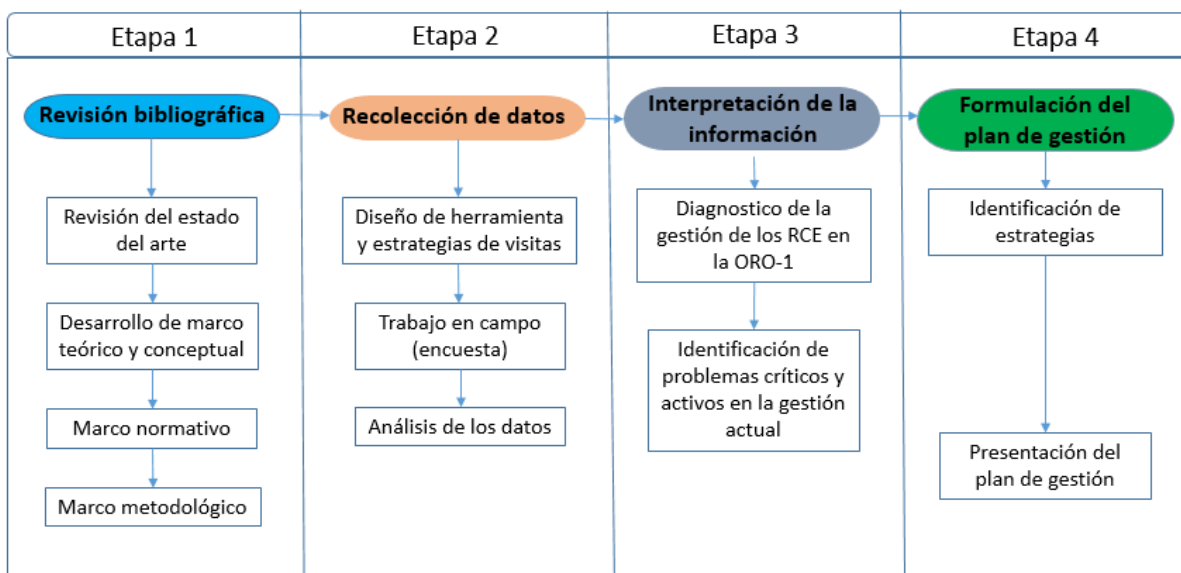 Etapa 1
Etapa 2
Etapa 3
Etapa 4
Revisión bibliográfica
Revisión del estado
del arte
Desarrollo de marco
teórico y conceptual
Marco normativo
Marco metodológico
Recolección de datos
Diseño de herramienta
y estrategias de visitas
Trabajo en campo
(encuesta)
Análisis de los datos
Interpretación de la
información
Diagnostico de la
gestión de los RCE en
la ORO-1
Identificación de
problemas críticos y
activos en la gestión
actual
Formulación del
plan de gestión
Identificación de
estrategias
Presentación del
plan de gestión